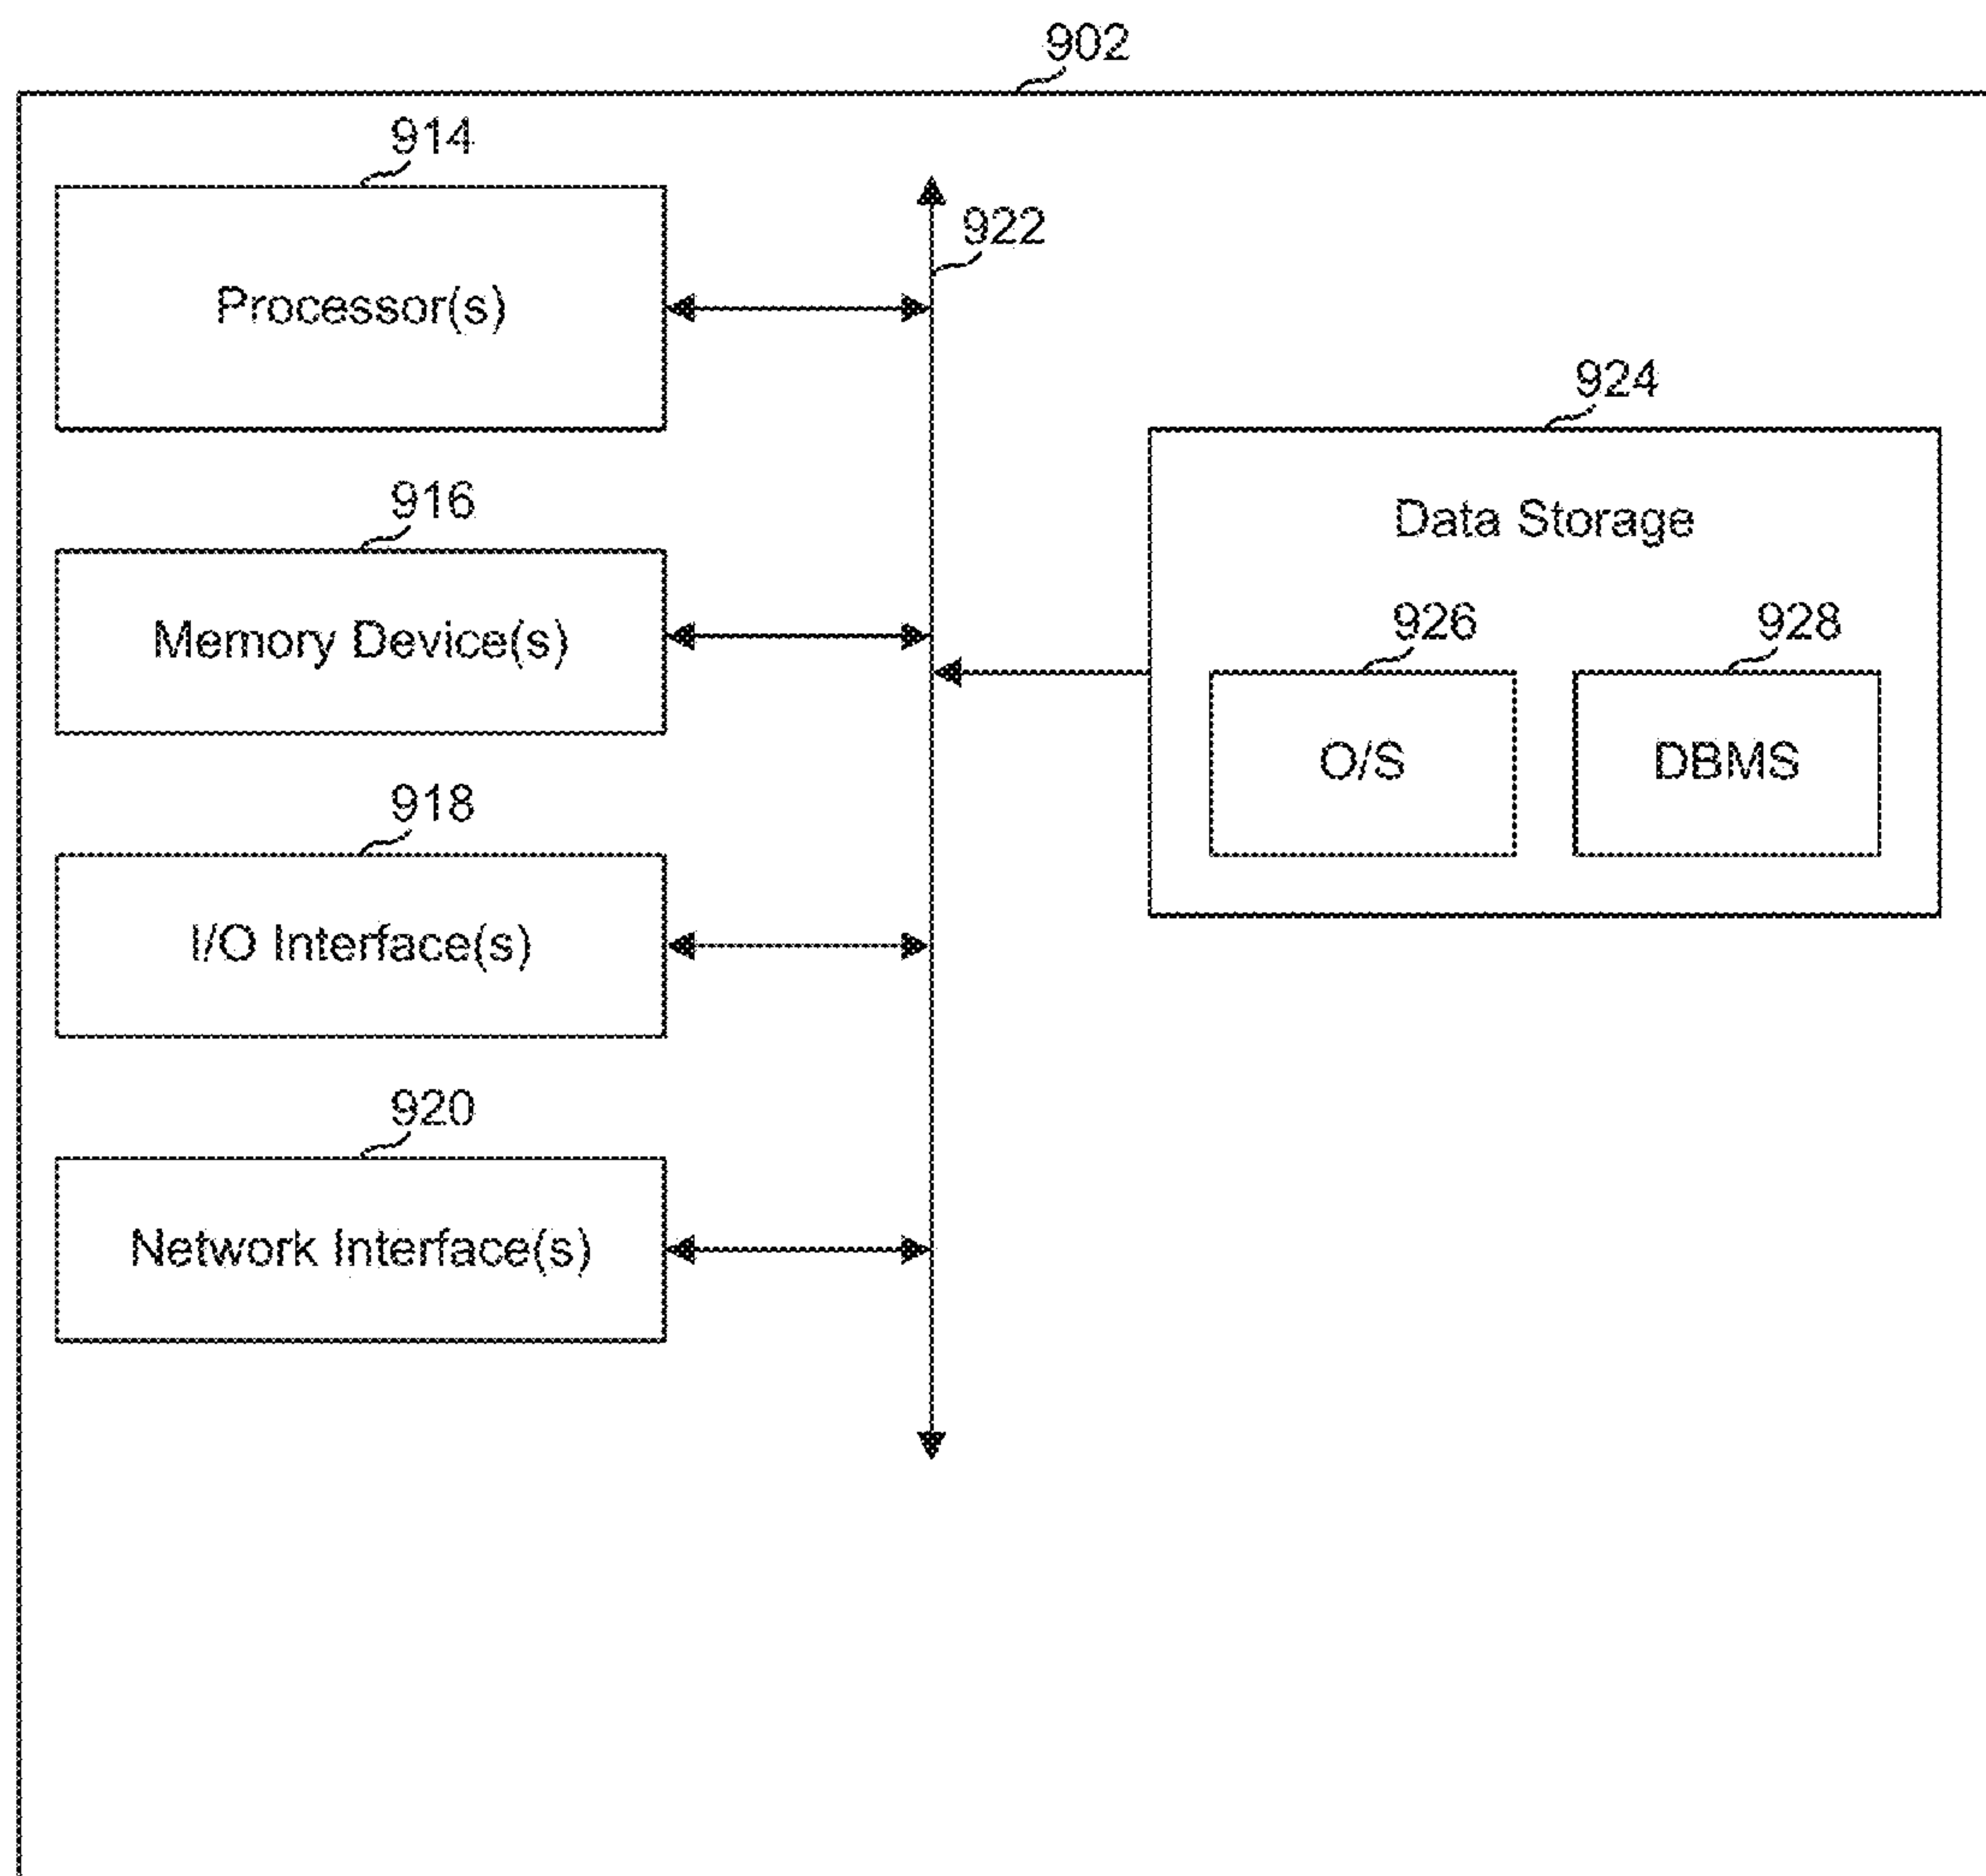 902
914
Processor(s)
922
924
Data Storage
916
Memory Device(s)
926
928
O/S
DBMS
918
I/O Interface(s)
920
Network Interface(s)